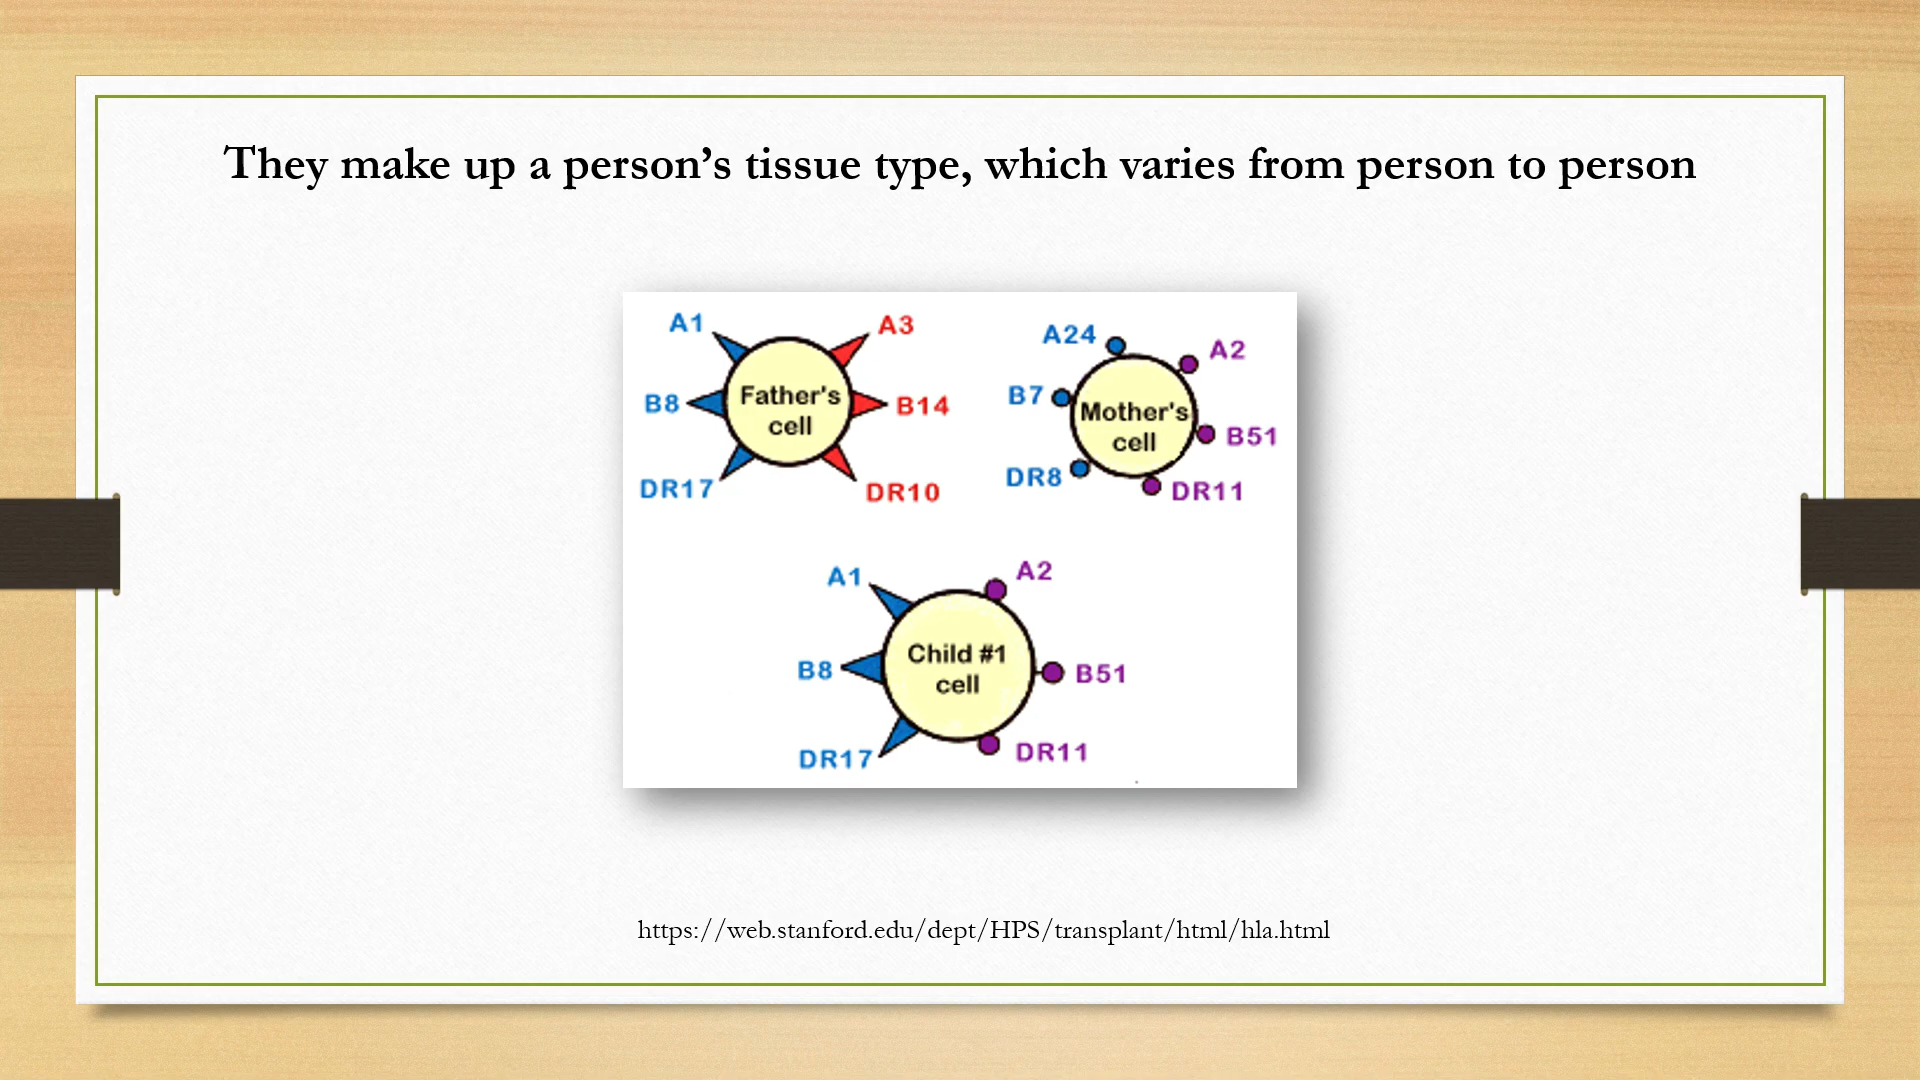 They make up a person’s tissue type, which varies from person to person
A1
A3
B8
Father's
cell
B14
DR17
DR10
A24
A2
B7
Mother's
cell
B51
DR8
DR11
A1
A2
B8
Child #1
cell
B51
DR17
DR11
https://web.stanford.edu/dept/HPS/transplant/html/hla.html